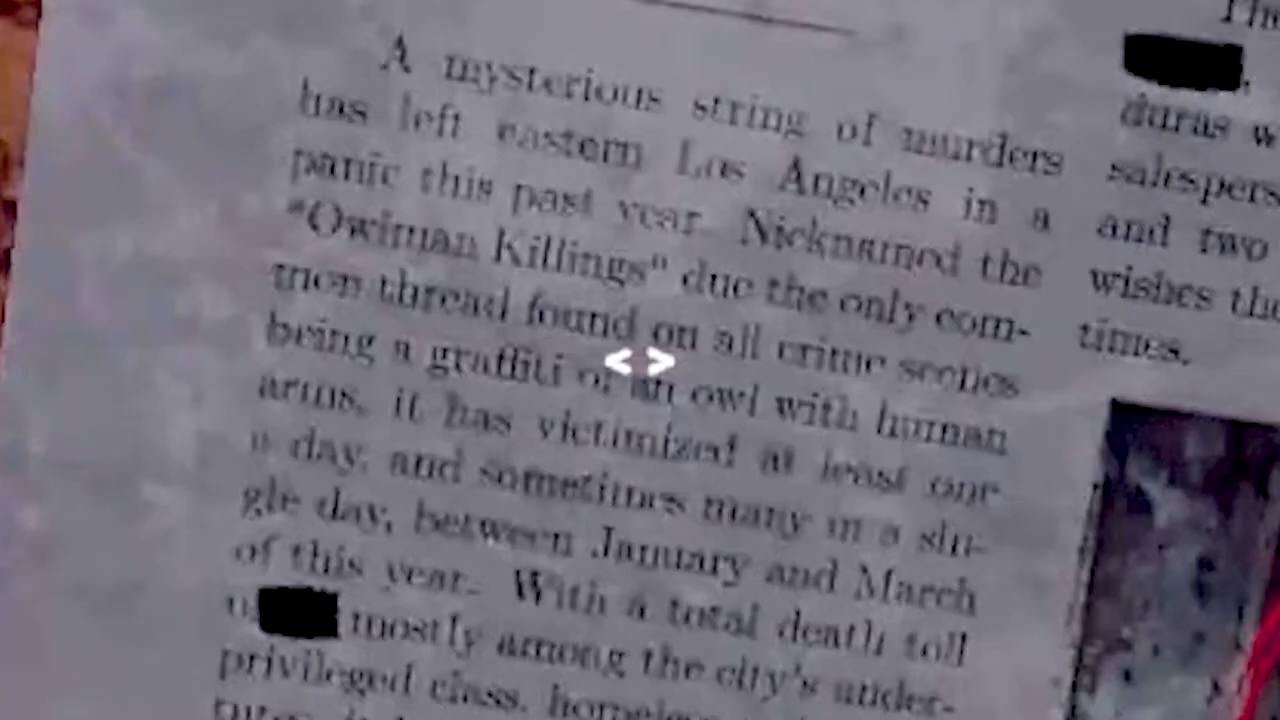 A mysterious string of murders
has left eastern Los Angeles in a
panic this past year. Nicknamed the
"Owlman Killings" due the only com-
mon thread found on all crime scenes
being a graffiti of an owl with human
arms, it has victimized at least one
a day, and sometimes many in a sin-
gle day, between January and March
of this year. With a total death toll
mostly among the city's under-
privileged class, homeless
< >
The
duras w
salespers
and two
wishes the
times.